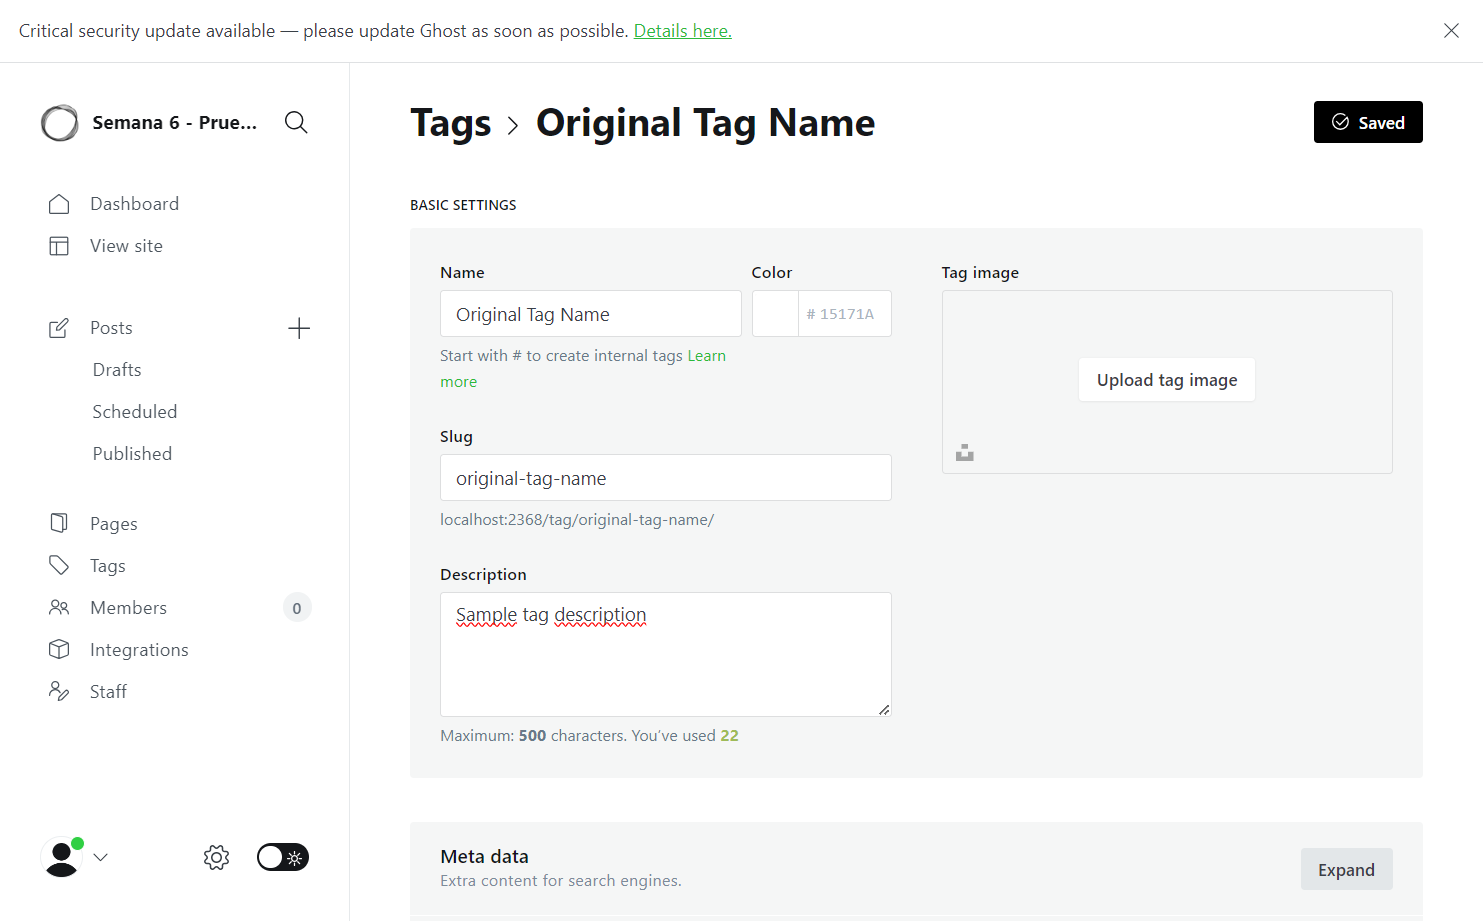 Critical security update available — please update Ghost as soon as possible. Details here.
Semana 6 - Prue...
Dashboard
View site
Posts
Drafts
Scheduled
Published
Pages
Tags
Members 0
Integrations
Staff
Tags > Original Tag Name
Saved
BASIC SETTINGS
Name
Original Tag Name
Start with # to create internal tags Learn
more
Color
# 15171A
Slug
original-tag-name
localhost:2368/tag/original-tag-name/
Description
Sample tag description
Maximum: 500 characters. You’ve used 22
Tag image
Upload tag image
Meta data
Extra content for search engines.
Expand